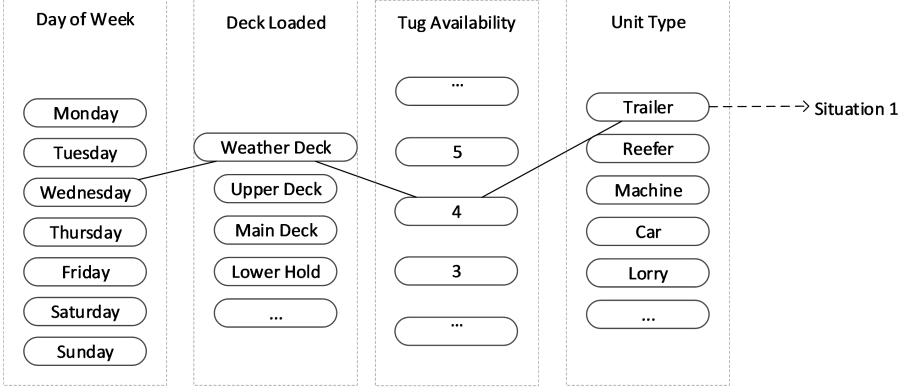 Day of Week
Monday
Tuesday
Wednesday
Thursday
Friday
Saturday
Sunday
Deck Loaded
Weather Deck
Upper Deck
Main Deck
Lower Hold
...
Tug Availability
...
5
4
3
...
Unit Type
Trailer
Reefer
Machine
Car
Lorry
...
Situation 1